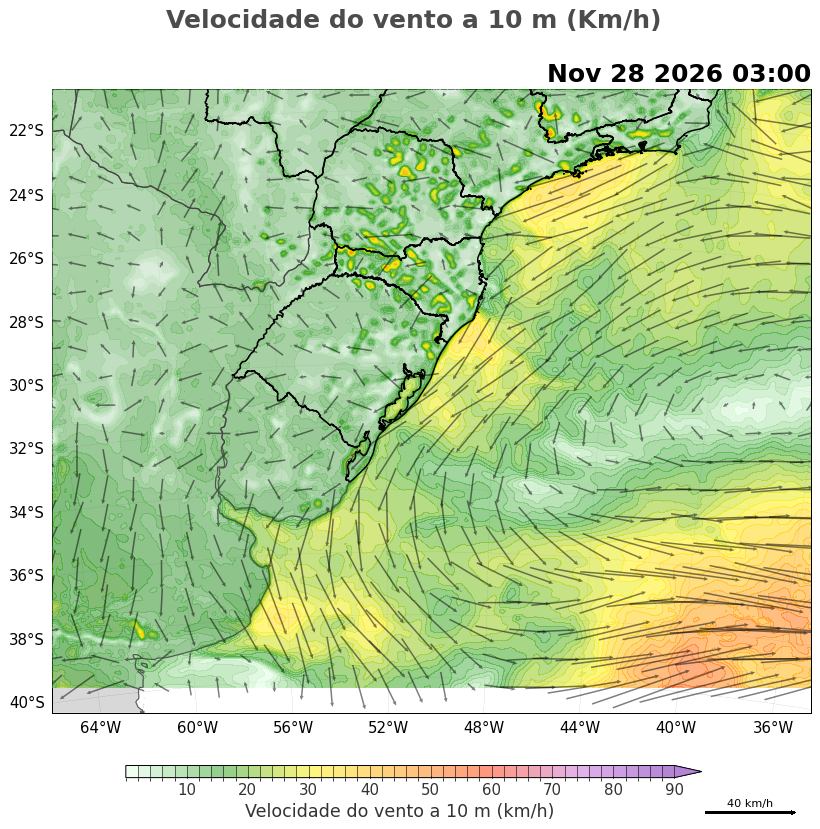 Velocidade do vento a 10 m (Km/h)
Nov 28 2026 03:00
22°S
24°S
26°S
28°S
30°S
32°S
34°S
36°S
38°S
40°S
64°W 60°W 56°W 52°W 48°W 44°W 40°W 36°W
10 20 30 40 50 60 70 80 90
Velocidade do vento a 10 m (km/h)
40 km/h